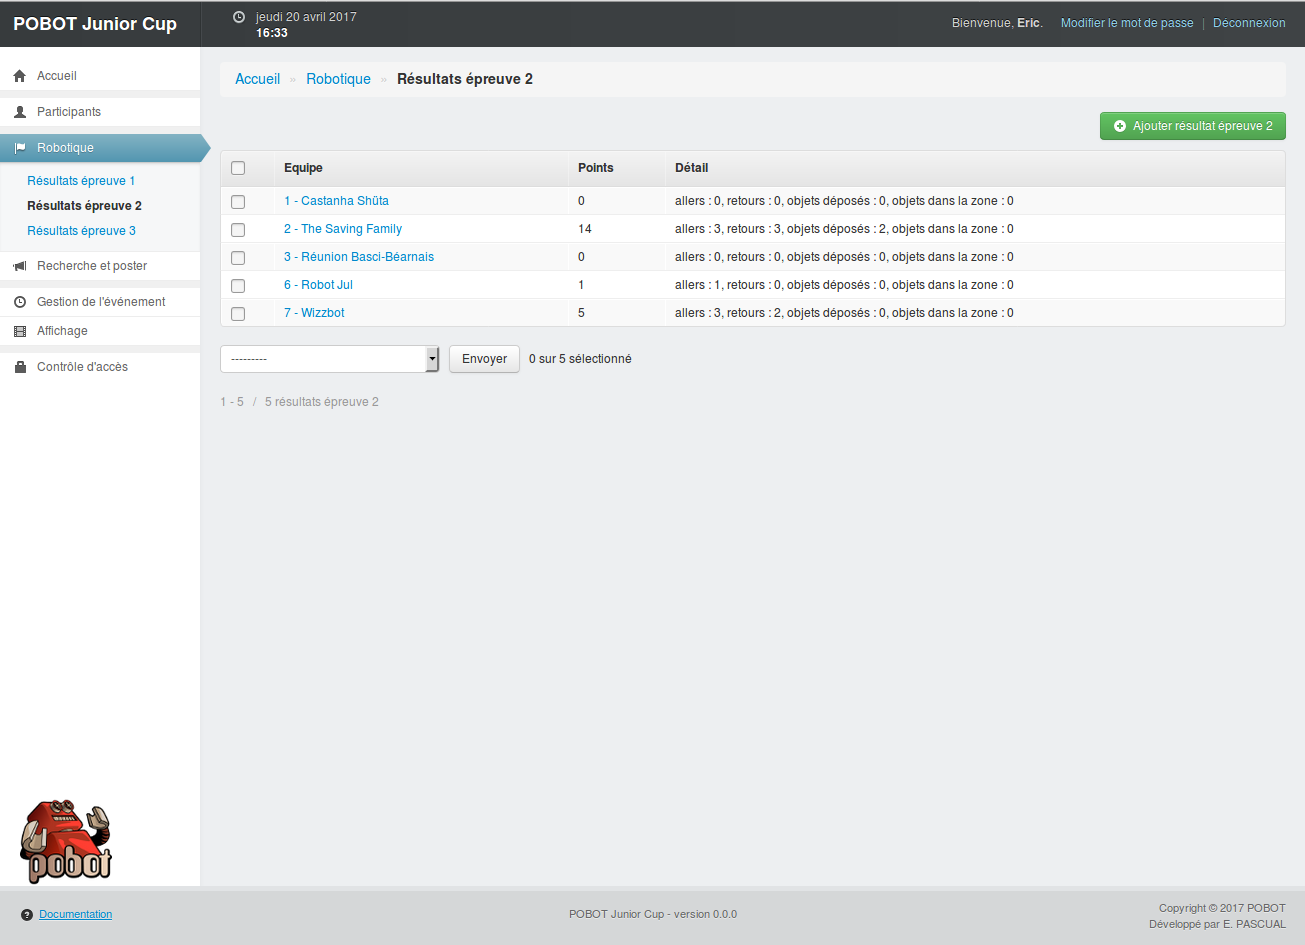 POBOT Junior Cup
jeudi 20 avril 2017
16:33
Bienvenue, Eric. Modifier le mot de passe | Déconnexion
Accueil
Participants
Robotique
Résultats épreuve 1
Résultats épreuve 2
Résultats épreuve 3
Recherche et poster
Gestion de l'événement
Affichage
Contrôle d'accès
pobot
Accueil » Robotique » Résultats épreuve 2
Ajouter résultat épreuve 2
Equipe Points Détail
1 - Castanha Shûta 0 allers : 0, retours : 0, objets déposés : 0, objets dans la zone : 0
2 - The Saving Family 14 allers : 3, retours : 3, objets déposés : 2, objets dans la zone : 0
3 - Réunion Basci-Béarnais 0 allers : 0, retours : 0, objets déposés : 0, objets dans la zone : 0
6 - Robot Jul 1 allers : 1, retours : 0, objets déposés : 0, objets dans la zone : 0
7 - Wizzbot 5 allers : 3, retours : 2, objets déposés : 0, objets dans la zone : 0
--------- Envoyer 0 sur 5 sélectionné
1 - 5 / 5 résultats épreuve 2
Documentation
POBOT Junior Cup - version 0.0.0
Copyright © 2017 POBOT
Développé par E. PASCUAL